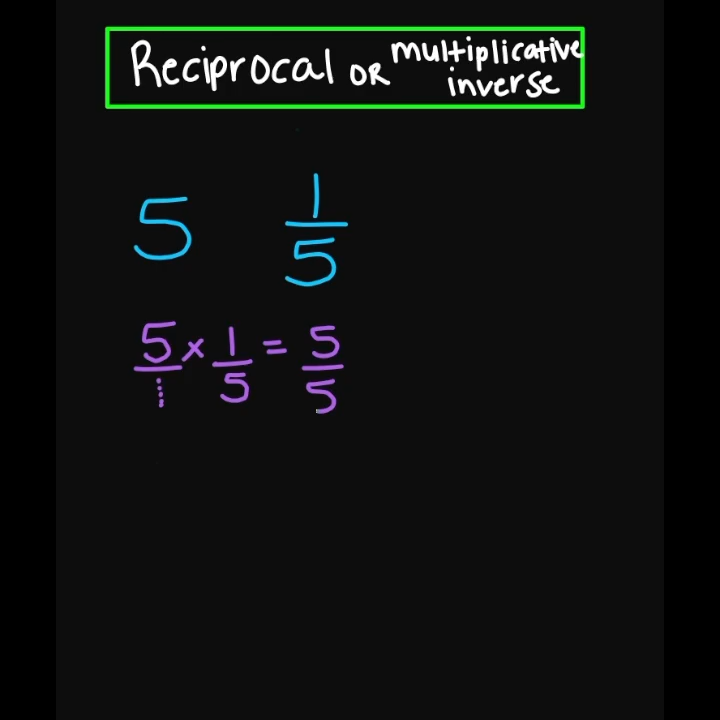 Reciprocal OR multiplicative inverse
5 1/5
5/1 × 1/5 = 5/5